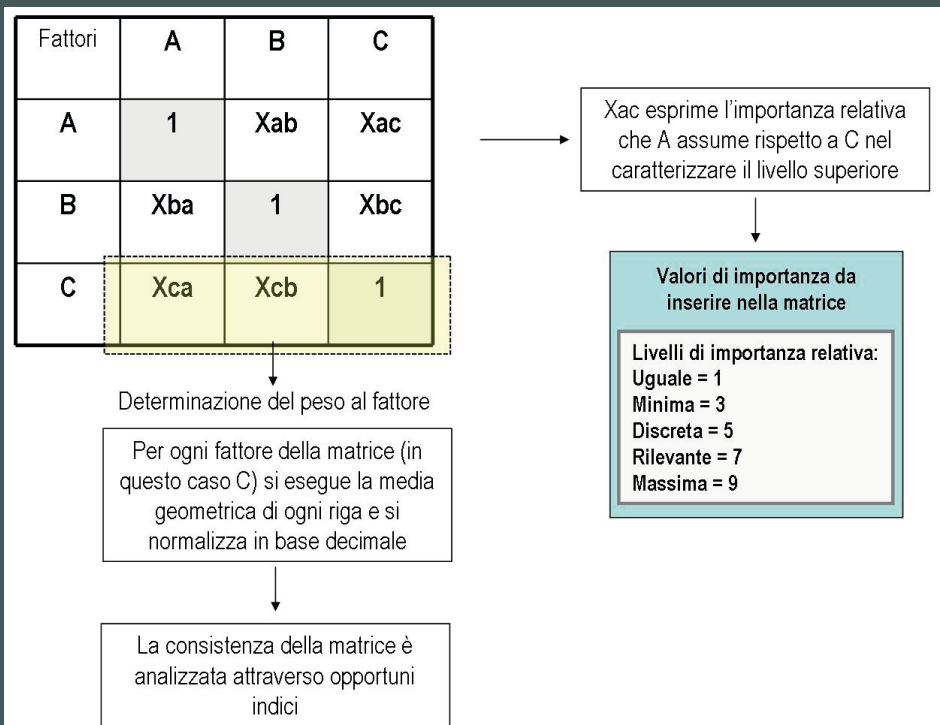 Fattori A B C
A 1 Xab Xac
B Xba 1 Xbc
C Xca Xcb 1
Determinazione del peso al fattore
Per ogni fattore della matrice (in
questo caso C) si esegue la media
geometrica di ogni riga e si
normalizza in base decimale
La consistenza della matrice è
analizzata attraverso opportuni
indici
Xac esprime l'importanza relativa
che A assume rispetto a C nel
caratterizzare il livello superiore
Valori di importanza da
inserire nella matrice
Livelli di importanza relativa:
Uguale = 1
Minima = 3
Discreta = 5
Rilevante = 7
Massima = 9